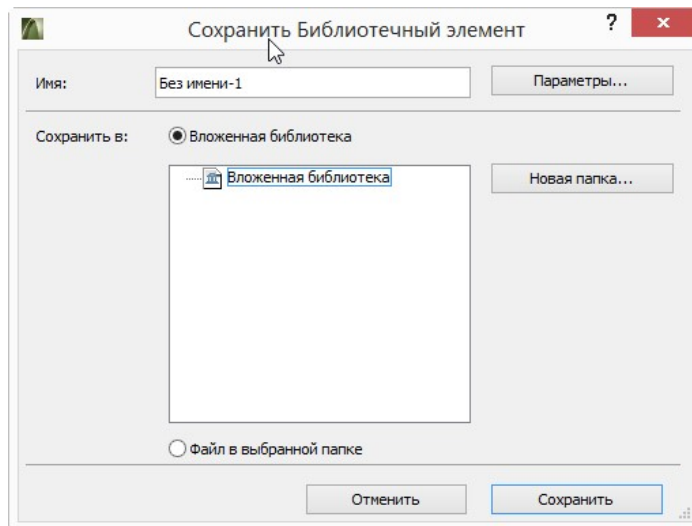 Сохранить Библиотечный элемент ?
Имя: Без имени-1 Параметры...
Сохранить в: Вложенная библиотека
Вложенная библиотека Новая папка...
Файл в выбранной папке
Отменить Сохранить